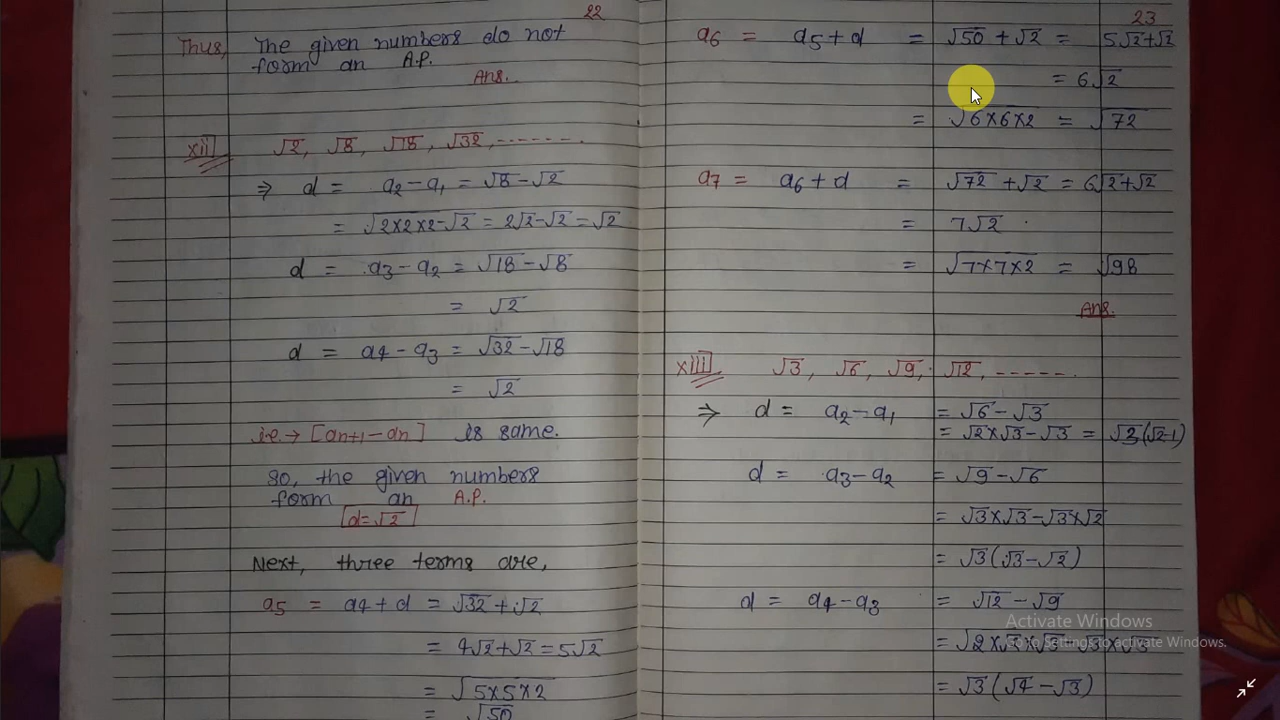 22
Thus, The given numbers do not
form an A.P.
Ans.
xii] √2, √8, √18, √32, -------.
⇒ d = a2-a1 = √8-√2
= √2×2×2-√2 = 2√2-√2 = √2
d = a3-a2 = √18-√8
= √2
d = a4-a3 = √32-√18
= √2
i.e → [an+1-an] is same.
so, the given numbers
form an A.P.
d=√2
Next, three terms are,
a5 = a4+d = √32+√2
= 4√2+√2 = 5√2
= √5×5×2
= √50
23
a6 = a5+d = √50+√2 = 5√2+√2
= 6√2
= √6×6×2 = √72
a7 = a6+d = √72+√2 = 6√2+√2
= 7√2
= √7×7×2 = √98
Ans.
xiii] √3, √6, √9, √12, ------.
⇒ d = a2-a1 = √6-√3
= √2×√3-√3 = √3(√2-1)
d = a3-a2 = √9-√6
= √3×√3-√3×√2
= √3(√3-√2)
d = a4-a3 = √12-√9
= √3(√4-√3)
Activate Windows
Go to Settings to activate Windows.